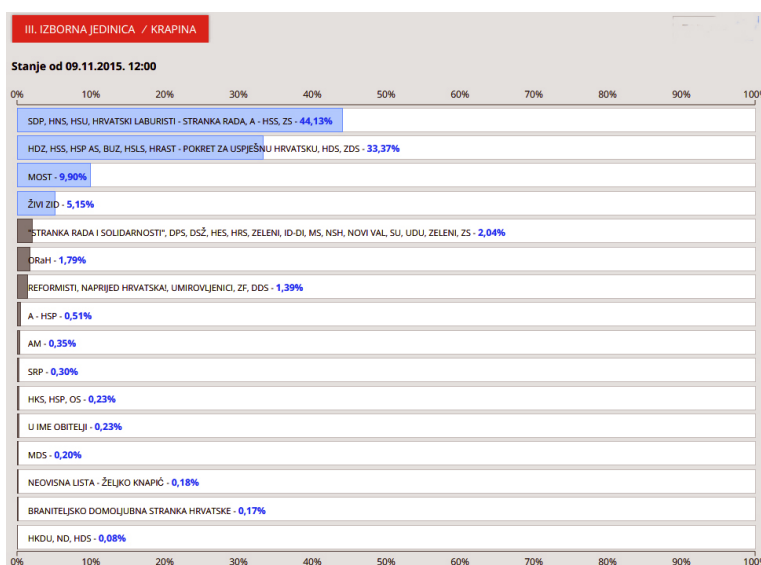 III. IZBORNA JEDINICA / KRAPINA
Stanje od 09.11.2015. 12:00
0% 10% 20% 30% 40% 50% 60% 70% 80% 90% 100%
SDP, HNS, HSU, HRVATSKI LABURISTI - STRANKA RADA, A - HSS, ZS - 44,13%
HDZ, HSS, HSP AS, BUZ, HSLS, HRAST - POKRET ZA USPJEŠNU HRVATSKU, HDS, ZDS - 33,37%
MOST - 9,90%
ŽIVI ZID - 5,15%
"STRANKA RADA I SOLIDARNOSTI", DPS, DSŽ, HES, HRS, ZELENI, ID-DI, MS, NSH, NOVI VAL, SU, UDU, ZELENI, ZS - 2,04%
ORaH - 1,79%
REFORMISTI, NAPRIJED HRVATSKA!, UMIROVLJENICI, ZF, DDS - 1,39%
A - HSP - 0,51%
AM - 0,35%
SRP - 0,30%
HKS, HSP, OS - 0,23%
U IME OBITELJI - 0,23%
MDS - 0,20%
NEOVISNA LISTA - ŽELJKO KNAPIĆ - 0,18%
BRANITELJSKO DOMOLJUBNA STRANKA HRVATSKE - 0,17%
HKDU, ND, HDS - 0,08%
0% 10% 20% 30% 40% 50% 60% 70% 80% 90% 100%